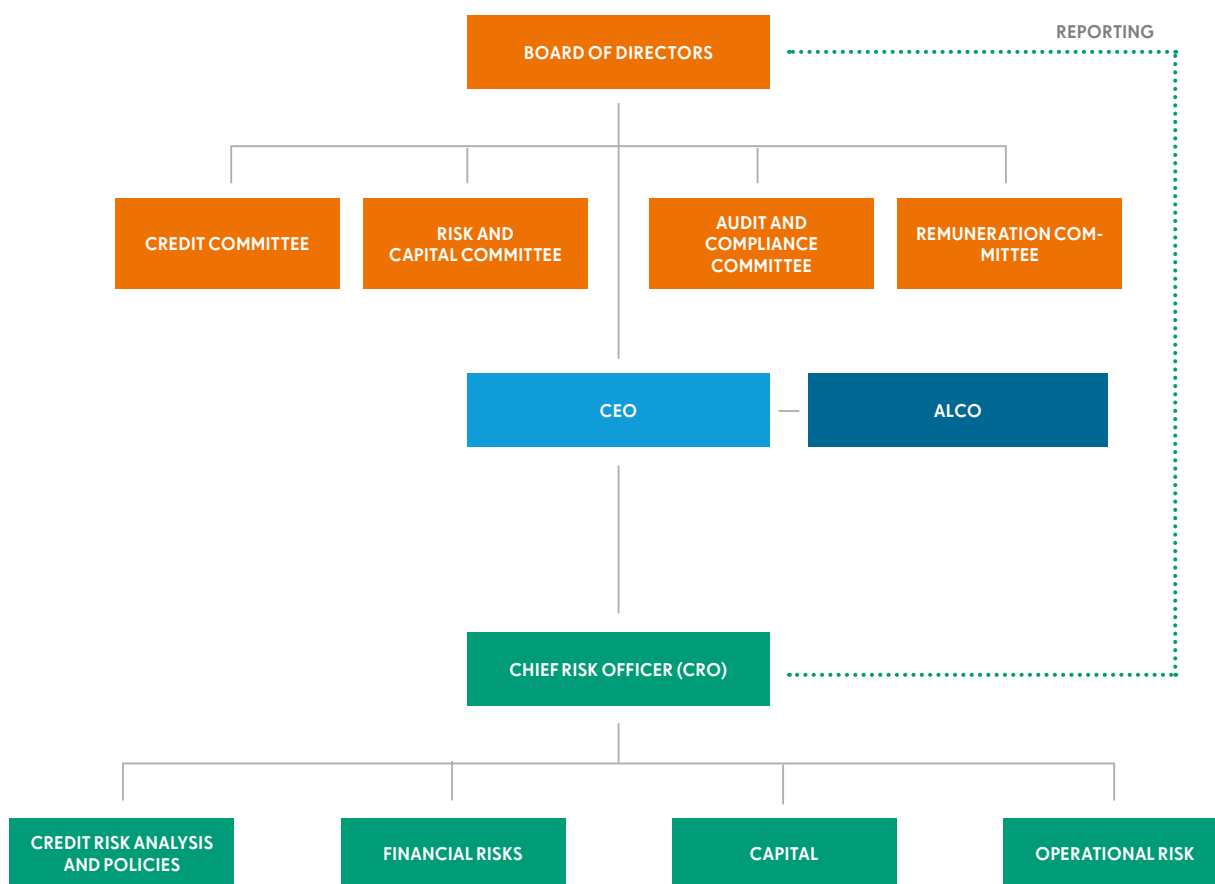 REPORTING
BOARD OF DIRECTORS
CREDIT COMMITTEE
RISK AND
CAPITAL COMMITTEE
AUDIT AND
COMPLIANCE
COMMITTEE
REMUNERATION COM-
MITTEE
CEO
ALCO
CHIEF RISK OFFICER (CRO)
CREDIT RISK ANALYSIS
AND POLICIES
FINANCIAL RISKS
CAPITAL
OPERATIONAL RISK